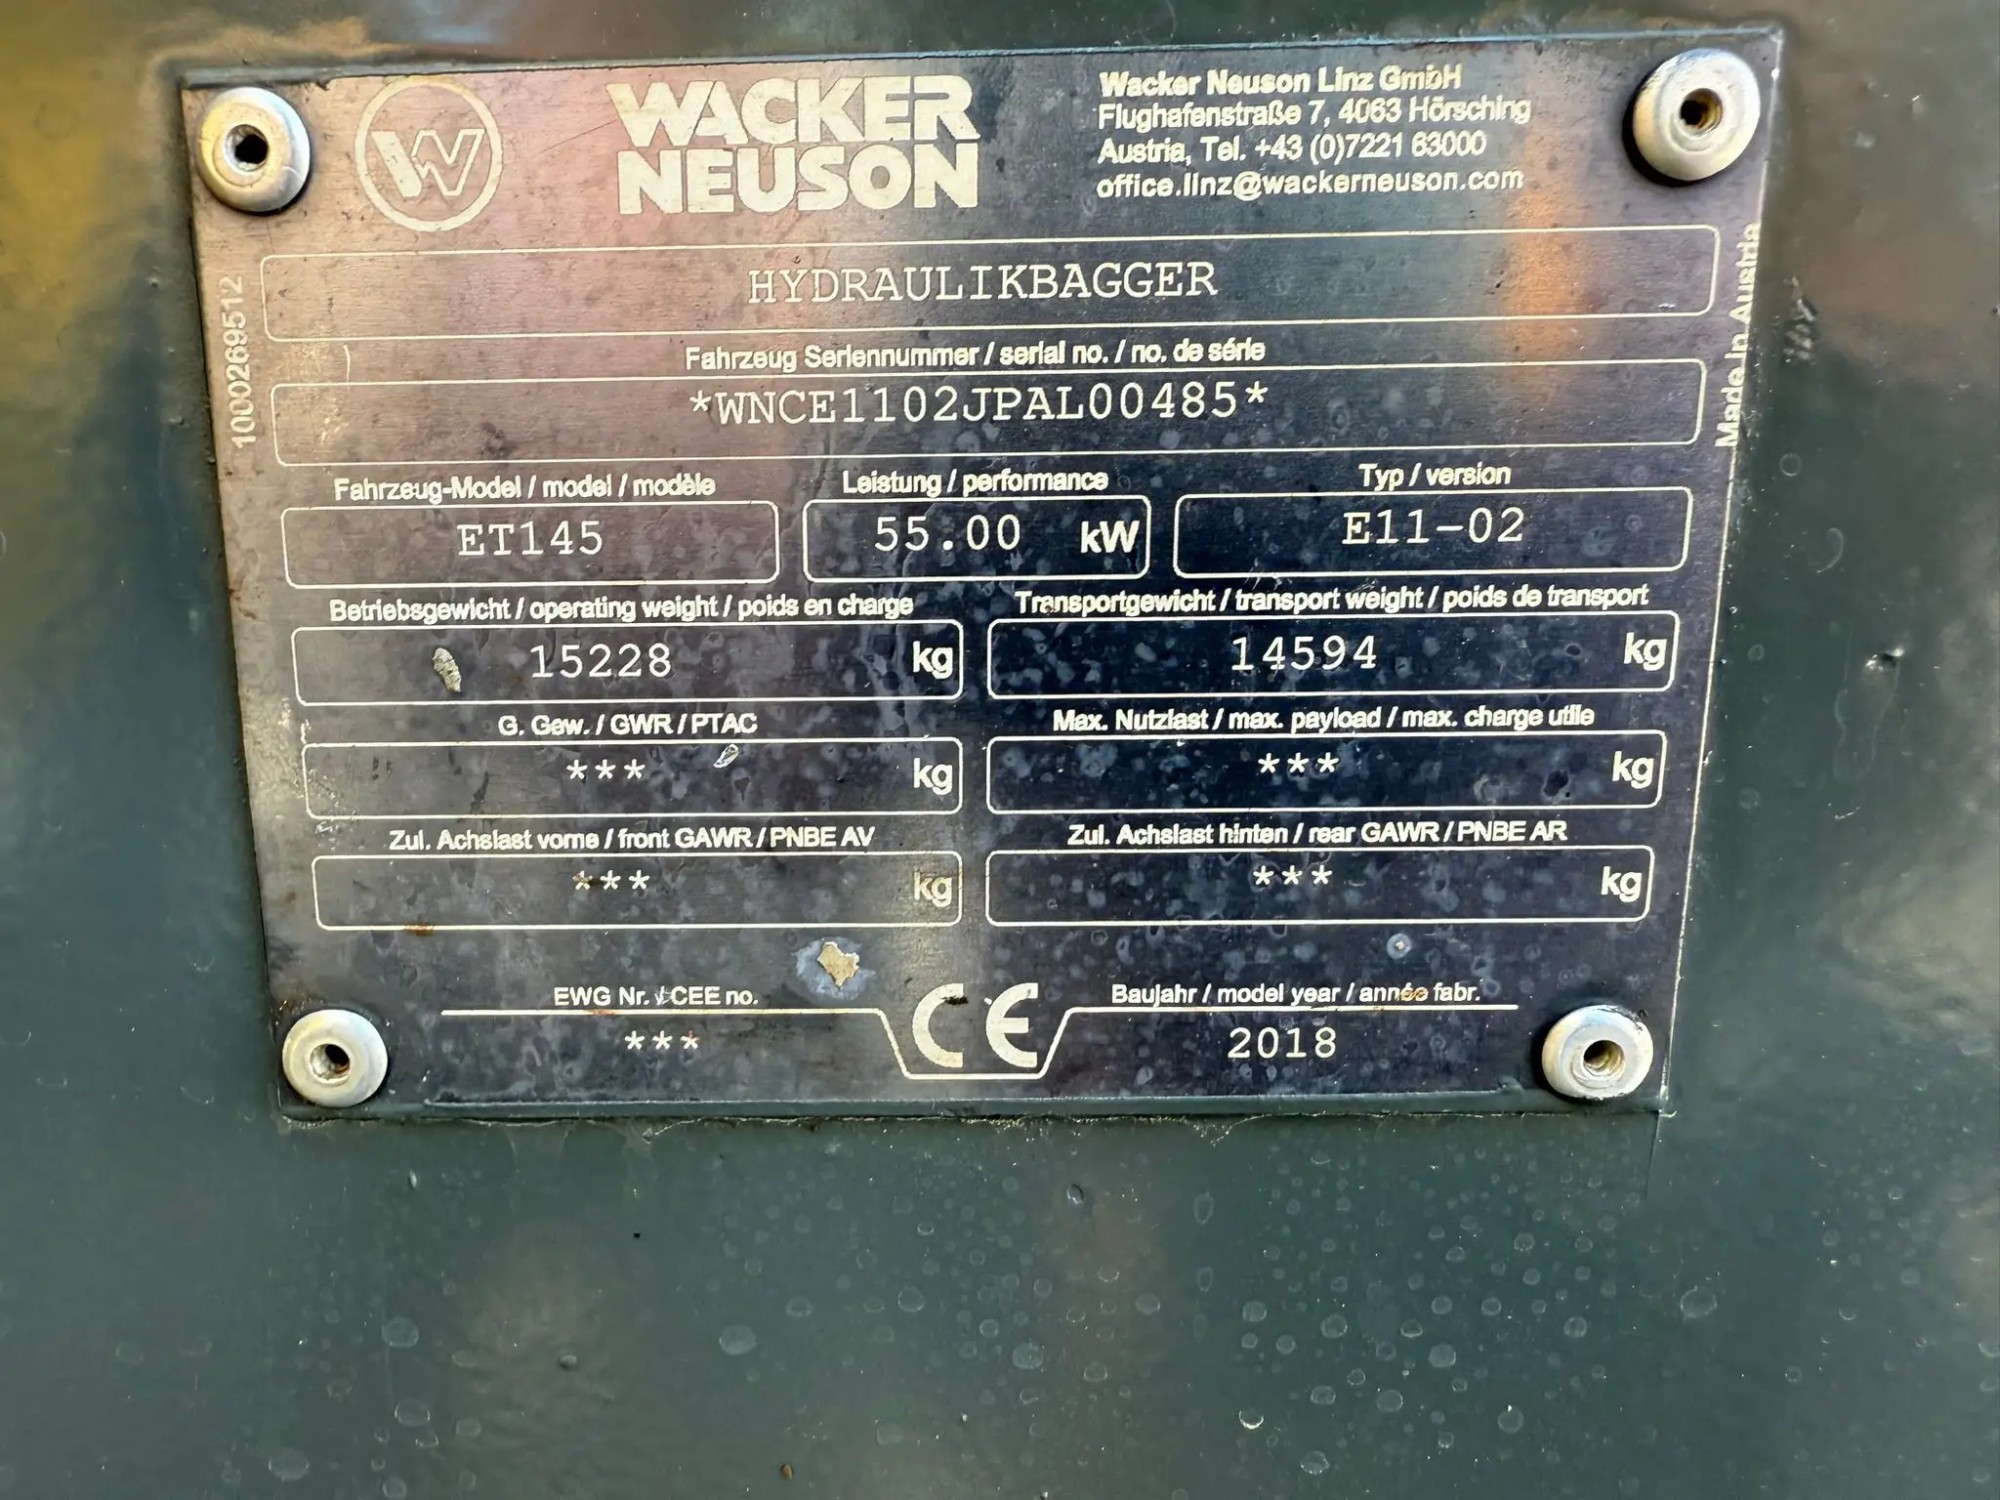 W
WACKER
NEUSON
Wacker Neuson Linz GmbH
Flughafenstraße 7, 4063 Hörsching
Austria, Tel. +43 (0)7221 63000
office.linz@wackerneuson.com
HYDRAULIKBAGGER
1000269512
Made in Austria
Fahrzeug Seriennummer / serial no. / no. de série
*WNCE1102JPAL00485*
Fahrzeug-Model / model / modèle
ET145
Leistung / performance
55.00 kW
Typ / version
E11-02
Betriebsgewicht / operating weight / poids en charge
15228 kg
Transportgewicht / transport weight / poids de transport
14594 kg
G. Gew. / GWR / PTAC
*** kg
Max. Nutzlast / max. payload / max. charge utile
*** kg
Zul. Achslast vorne / front GAWR / PNBE AV
*** kg
Zul. Achslast hinten / rear GAWR / PNBE AR
*** kg
EWG Nr. / CEE no.
***
CE
Baujahr / model year / année fabr.
2018